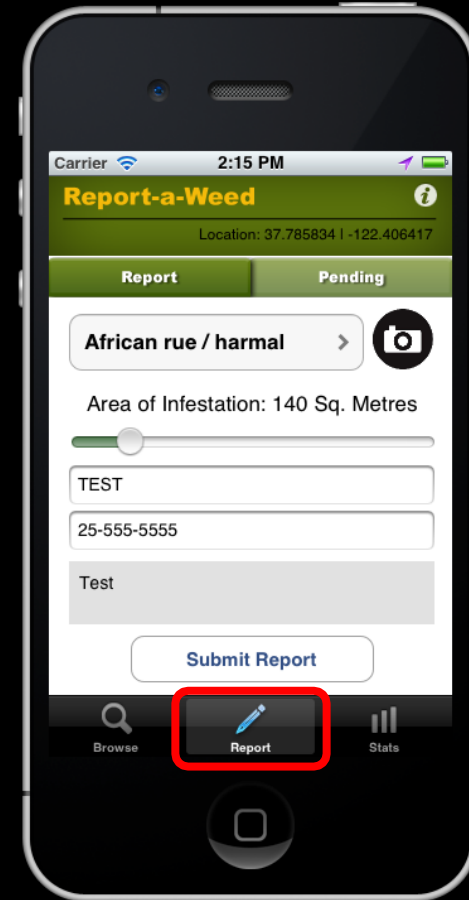 Carrier 2:15 PM
Report-a-Weed
Location: 37.785834 | -122.406417
Report Pending
African rue / harmal
Area of Infestation: 140 Sq. Metres
TEST
25-555-5555
Test
Submit Report
Browse Report Stats